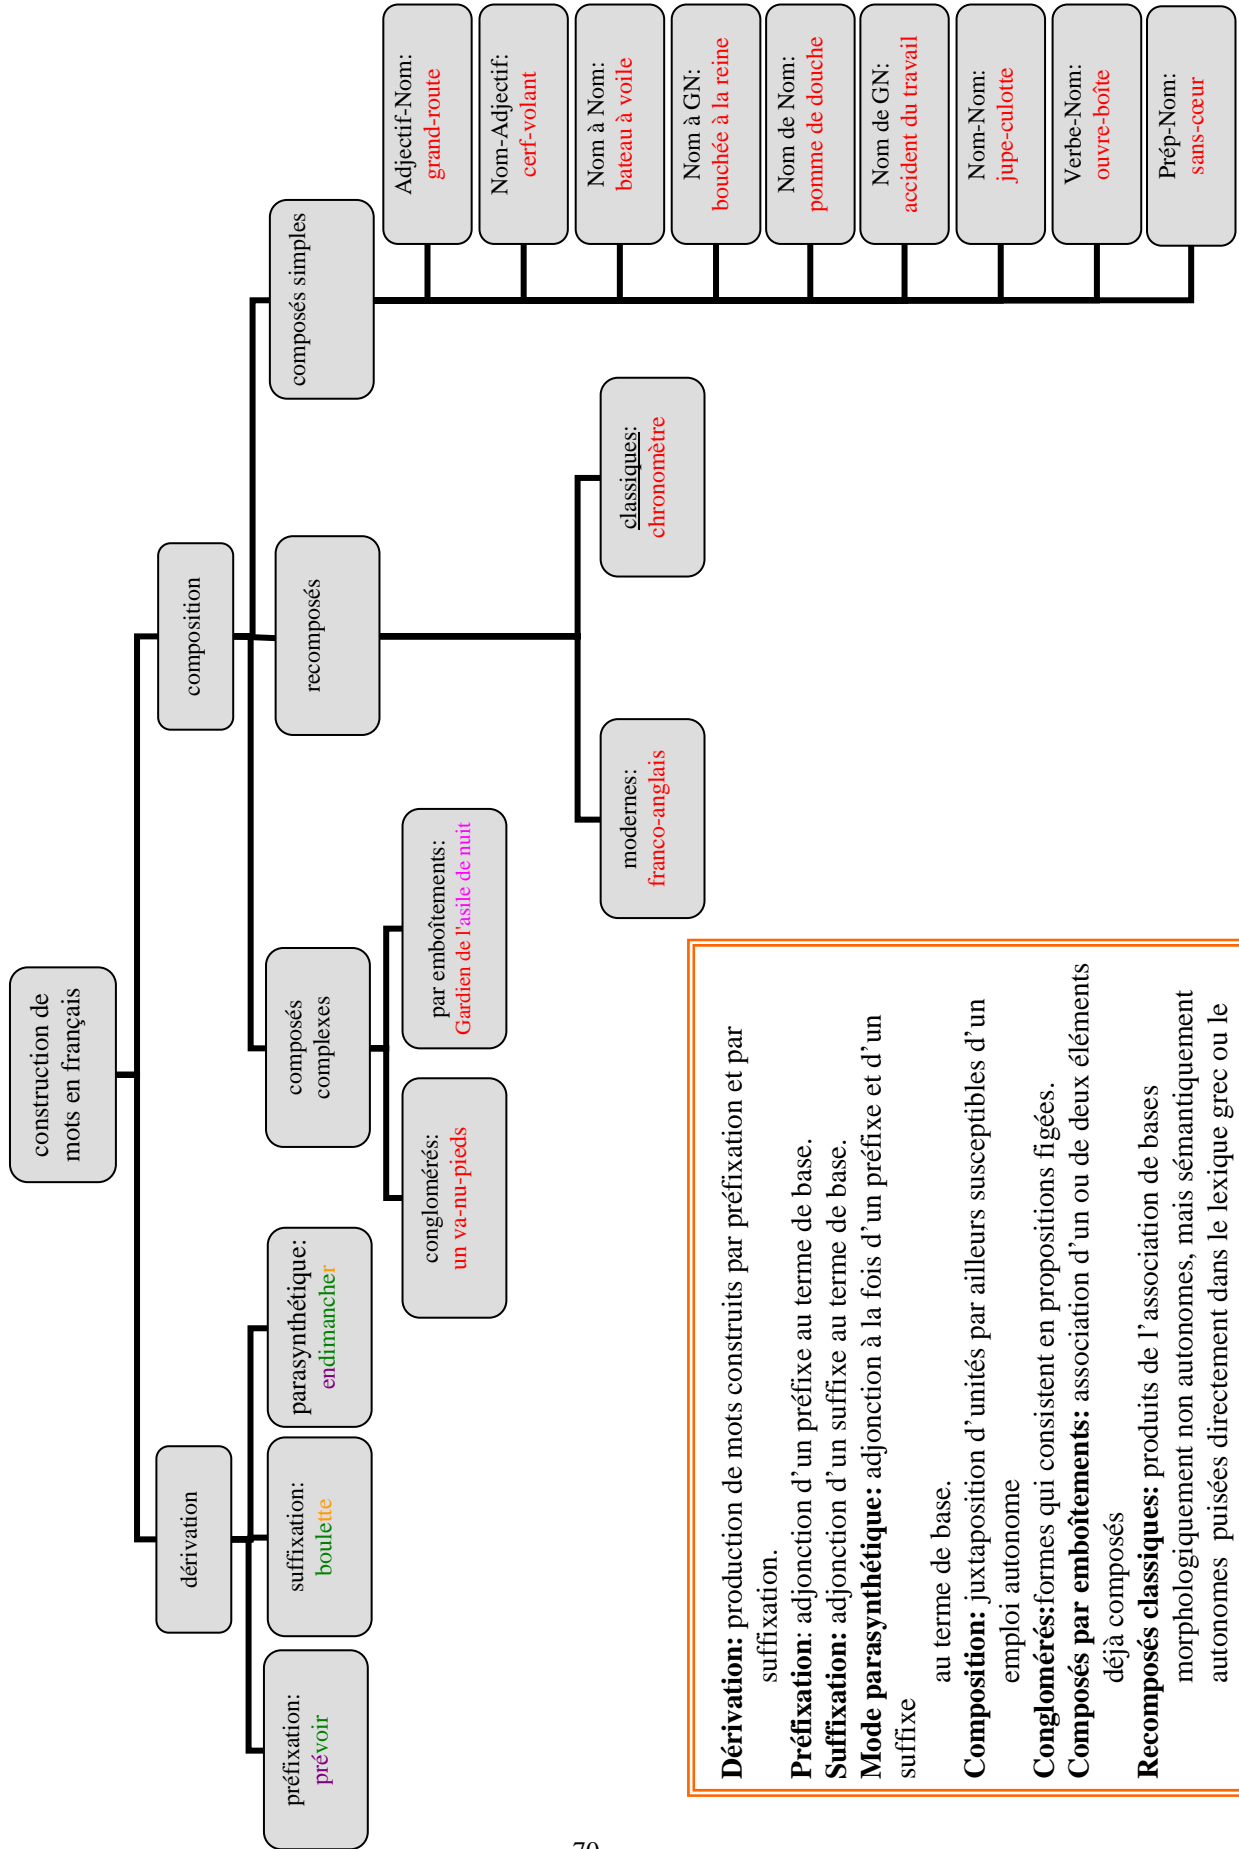 construction de
mots en français
dérivation
composition
préfixation:
prévoir
suffixation:
boulette
parasynthétique:
endimancher
composés
complexes
recomposés
composés simples
conglomérés:
un va-nu-pieds
par emboîtements:
Gardien de l'asile de nuit
modernes:
franco-anglais
classiques:
chronomètre
Adjectif-Nom:
grand-route
Nom-Adjectif:
cerf-volant
Nom à Nom:
bateau à voile
Nom à GN:
bouchée à la reine
Nom de Nom:
pomme de douche
Nom de GN:
accident du travail
Nom-Nom:
jupe-culotte
Verbe-Nom:
ouvre-boîte
Prép-Nom:
sans-cœur
Dérivation: production de mots construits par préfixation et par
suffixation.
Préfixation: adjonction d'un préfixe au terme de base.
Suffixation: adjonction d'un suffixe au terme de base.
Mode parasynthétique: adjonction à la fois d'un préfixe et d'un
suffixe
au terme de base.
Composition: juxtaposition d'unités par ailleurs susceptibles d'un
emploi autonome
Conglomérés:formes qui consistent en propositions figées.
Composés par emboîtements: association d'un ou de deux éléments
déjà composés
Recomposés classiques: produits de l'association de bases
morphologiquement non autonomes, mais sémantiquement
autonomes puisées directement dans le lexique grec ou le